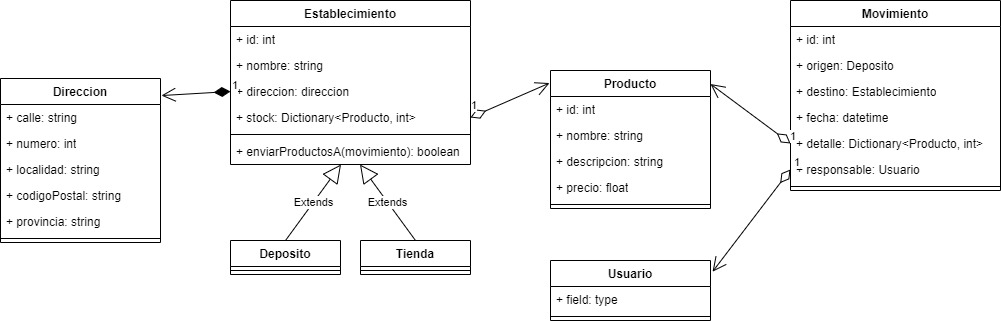 Direccion
+ calle: string
+ numero: int
+ localidad: string
+ codigoPostal: string
+ provincia: string
Establecimiento
+ id: int
+ nombre: string
+ direccion: direccion
+ stock: Dictionary<Producto, int>
+ enviarProductosA(movimiento): boolean
1
1
Extends
Extends
Deposito
Tienda
Producto
+ id: int
+ nombre: string
+ descripcion: string
+ precio: float
Usuario
+ field: type
Movimiento
+ id: int
+ origen: Deposito
+ destino: Establecimiento
+ fecha: datetime
+ detalle: Dictionary<Producto, int>
+ responsable: Usuario
1
1